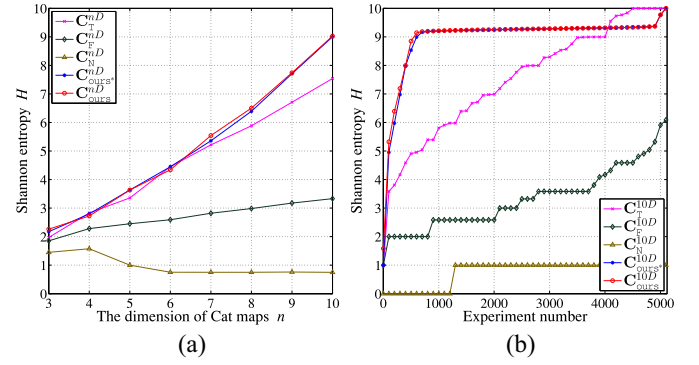 Shannon entropy H
10
9
8
7
6
5
4
3
2
1
0
C_T^{nD}
C_F^{nD}
C_N^{nD}
C_{ours*}^{nD}
C_{ours}^{nD}
3 4 5 6 7 8 9 10
The dimension of Cat maps n
(a)
Shannon entropy H
10
9
8
7
6
5
4
3
2
1
0
C_T^{10D}
C_F^{10D}
C_N^{10D}
C_{ours*}^{10D}
C_{ours}^{10D}
0 1000 2000 3000 4000 5000
Experiment number
(b)